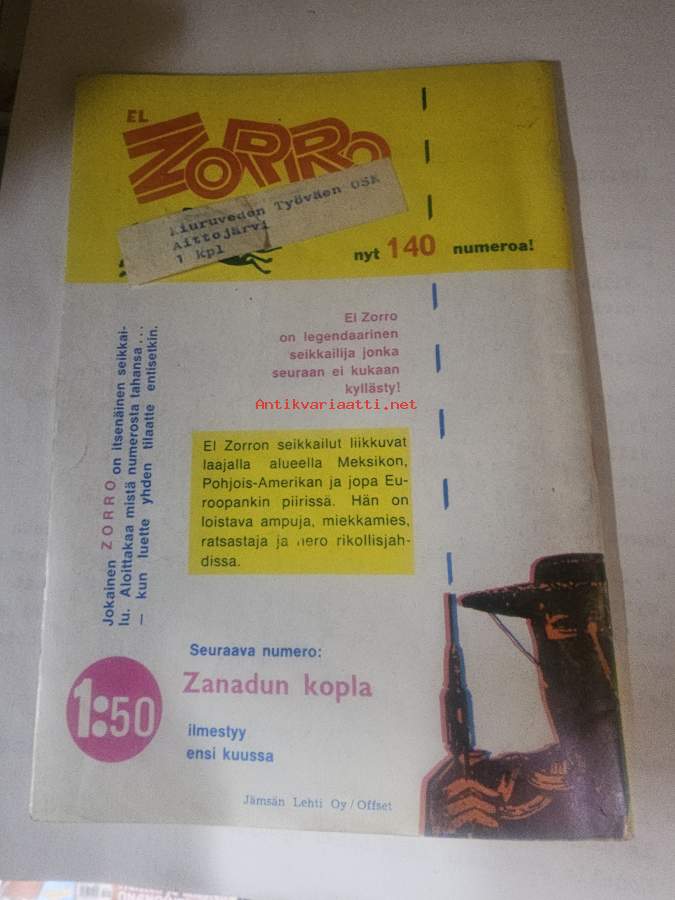 EL
ZORRO
Kiuruveden Työväen OSK
Aittojärvi
1 kpl
nyt 140 numeroa!
El Zorro
on legendaarinen
seikkailija jonka
seuraan ei kukaan
kyllästy!
Antikvariaatti.net
Jokainen ZORRO on itsenäinen seikkai-
lu. Aloittakaa mistä numerosta tahansa...
— kun luette yhden tilaatte entisetkin.
El Zorron seikkailut liikkuvat
laajalla alueella Meksikon,
Pohjois-Amerikan ja jopa Eu-
roopankin piirissä. Hän on
loistava ampuja, miekkamies,
ratsastaja ja nero rikollisjah-
dissa.
Seuraava numero:
Zanadun kopla
1:50
ilmestyy
ensi kuussa
Jämsän Lehti Oy / Offset